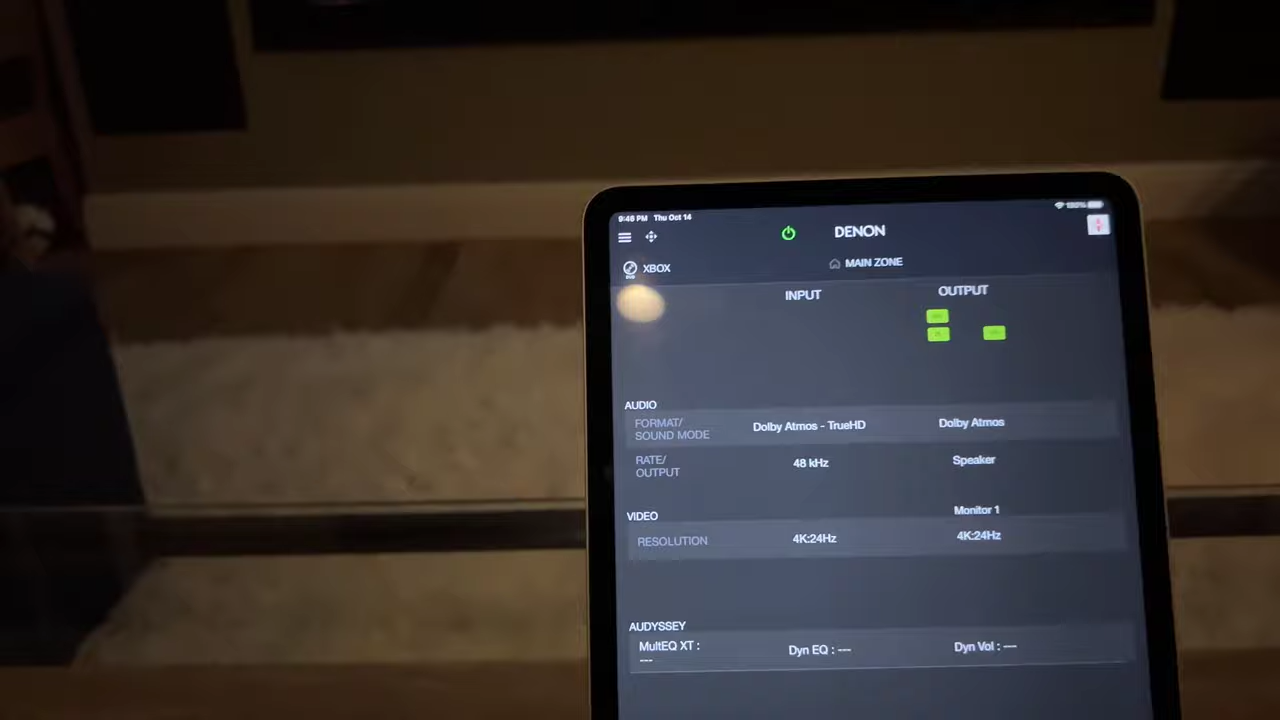 9:46 PM Thu Oct 14
100%
DENON
XBOX
MAIN ZONE
INPUT
OUTPUT
AUDIO
FORMAT/
SOUND MODE
Dolby Atmos - TrueHD
Dolby Atmos
RATE/
OUTPUT
48 kHz
Speaker
VIDEO
Monitor 1
RESOLUTION
4K:24Hz
4K:24Hz
AUDYSSEY
MultEQ XT :
---
Dyn EQ : ---
Dyn Vol : ---